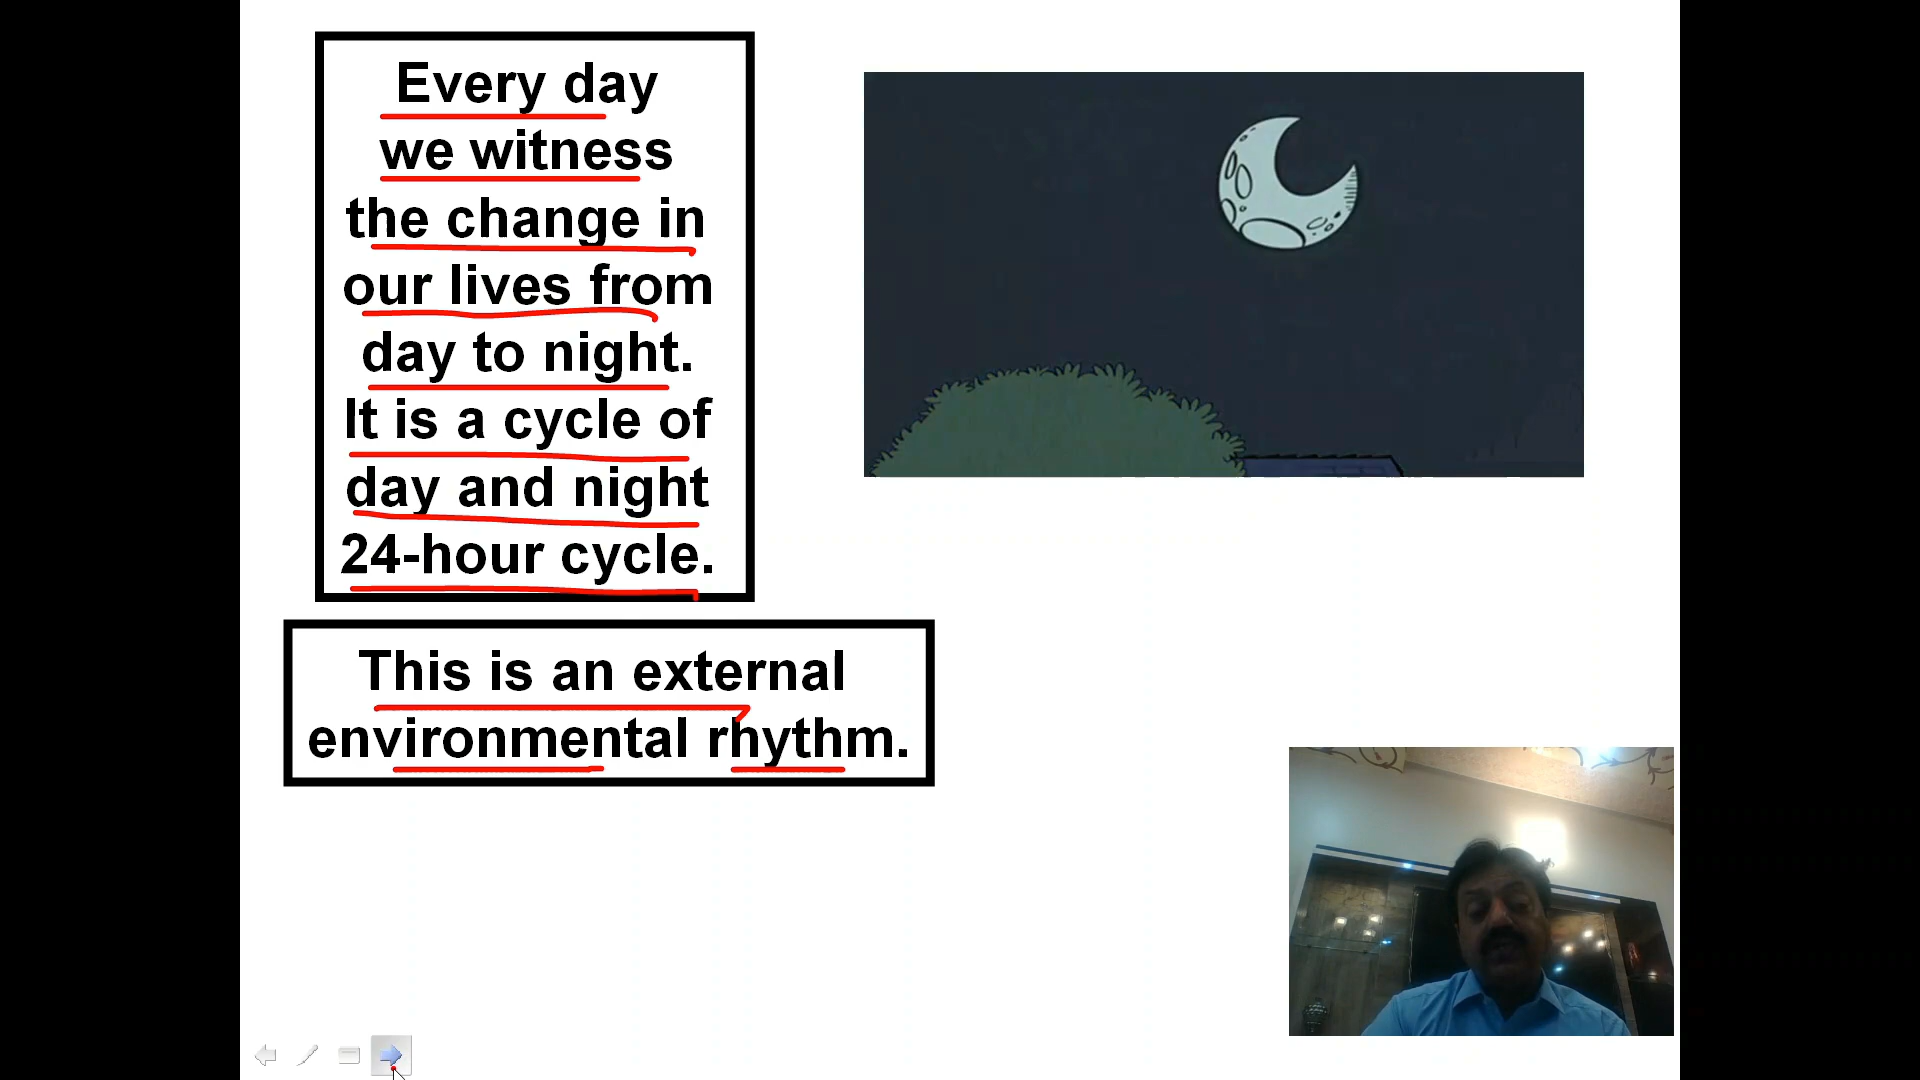 Every day
we witness
the change in
our lives from
day to night.
It is a cycle of
day and night
24-hour cycle.
This is an external
environmental rhythm.